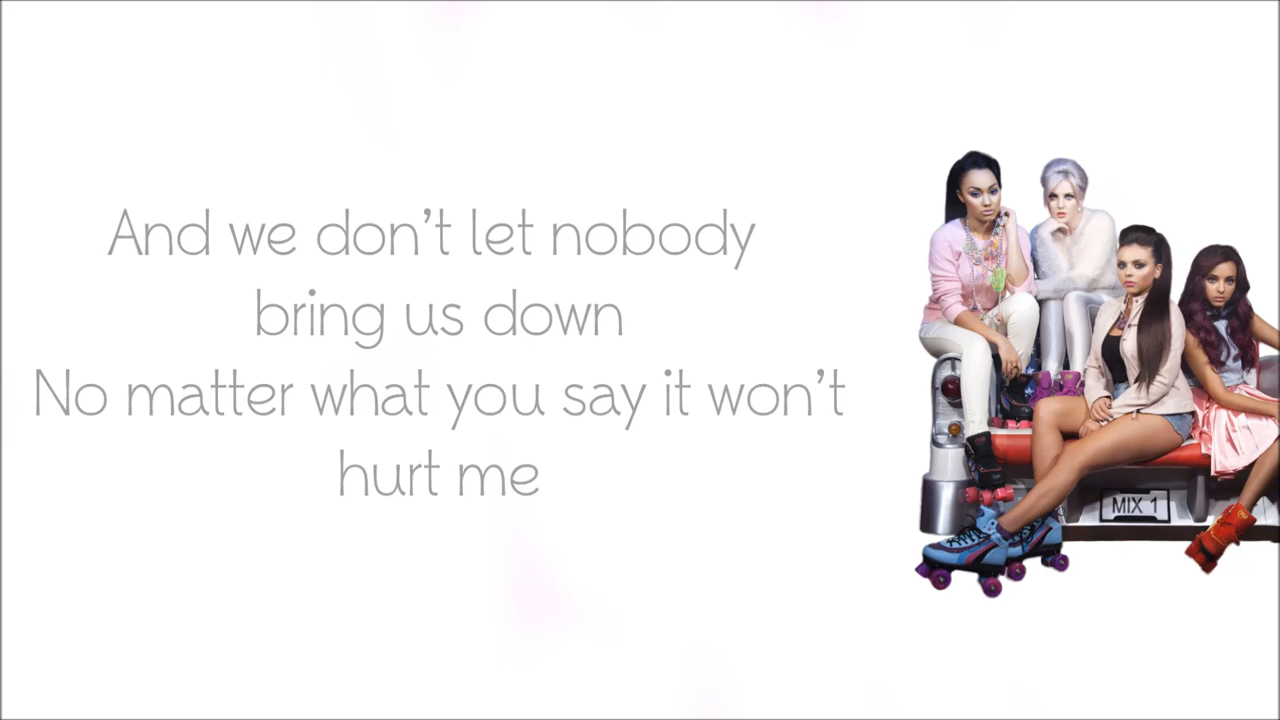 And we don't let nobody
bring us down
No matter what you say it won't
hurt me
MIX 1